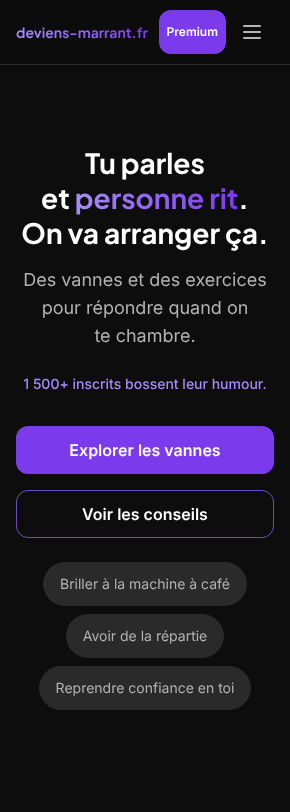 deviens-marrant.fr
Premium
Tu parles
et personne rit.
On va arranger ça.
Des vannes et des exercices
pour répondre quand on
te chambre.
1 500+ inscrits bossent leur humour.
Explorer les vannes
Voir les conseils
Briller à la machine à café
Avoir de la répartie
Reprendre confiance en toi